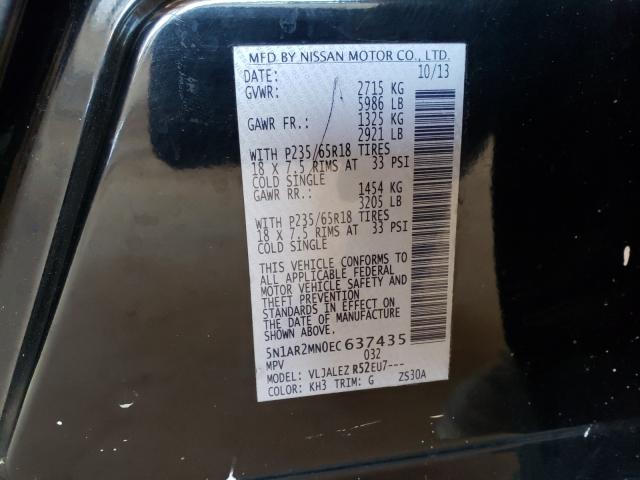 MFD BY NISSAN MOTOR CO., LTD.
DATE: 10/13
GVWR: 2715 KG
5986 LB
GAWR FR.: 1325 KG
2921 LB
WITH P235/65R18 TIRES
18 X 7.5 RIMS AT 33 PSI
COLD SINGLE
GAWR RR.: 1454 KG
3205 LB
WITH P235/65R18 TIRES
18 X 7.5 RIMS AT 33 PSI
COLD SINGLE
THIS VEHICLE CONFORMS TO
ALL APPLICABLE FEDERAL
MOTOR VEHICLE SAFETY AND
THEFT PREVENTION
STANDARDS IN EFFECT ON
THE DATE OF MANUFACTURE
SHOWN ABOVE.
5N1AR2MN0EC637435
MPV 032
MODEL: VLJALEZ R52EU7---
COLOR: KH3 TRIM: G ZS30A